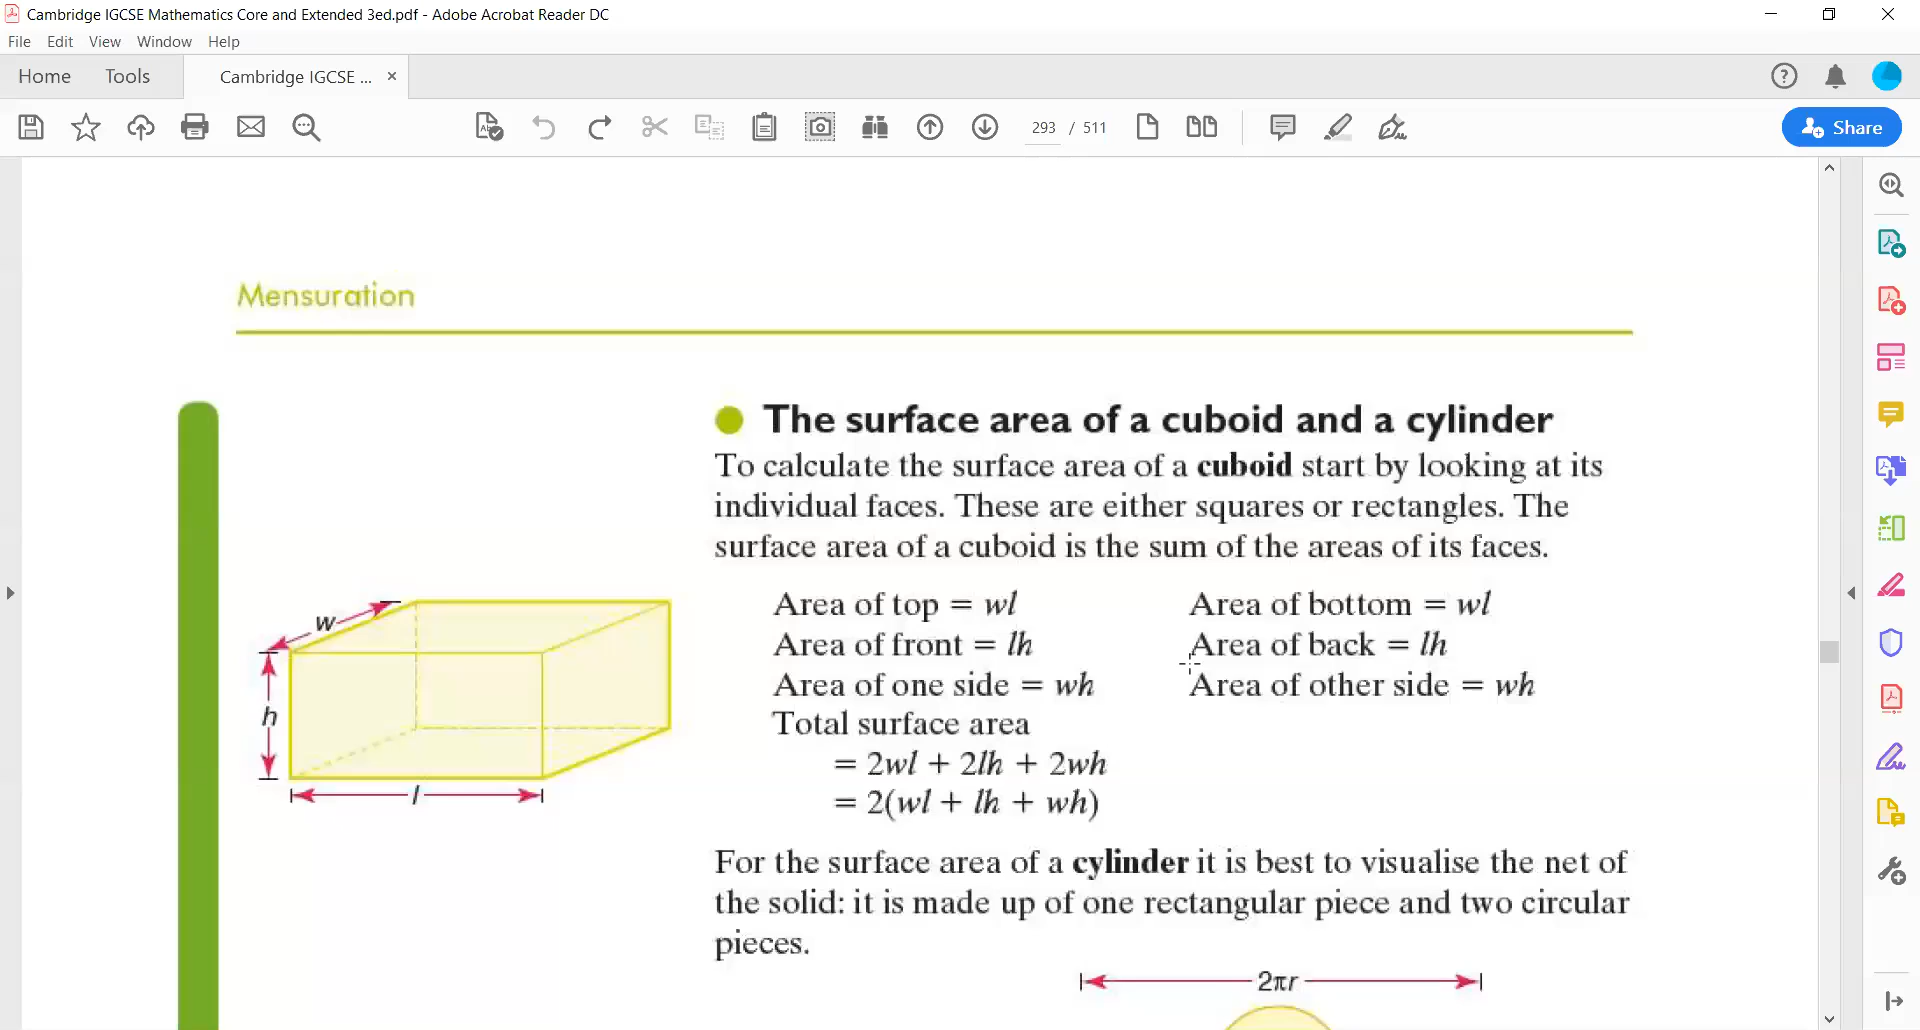 Cambridge IGCSE Mathematics Core and Extended 3ed.pdf - Adobe Acrobat Reader DC
File Edit View Window Help
Home Tools Cambridge IGCSE ... ×
293 / 511
Share
Mensuration
The surface area of a cuboid and a cylinder
To calculate the surface area of a cuboid start by looking at its
individual faces. These are either squares or rectangles. The
surface area of a cuboid is the sum of the areas of its faces.
w
h
l
Area of top = wl Area of bottom = wl
Area of front = lh Area of back = lh
Area of one side = wh Area of other side = wh
Total surface area
= 2wl + 2lh + 2wh
= 2(wl + lh + wh)
For the surface area of a cylinder it is best to visualise the net of
the solid: it is made up of one rectangular piece and two circular
pieces.
2πr